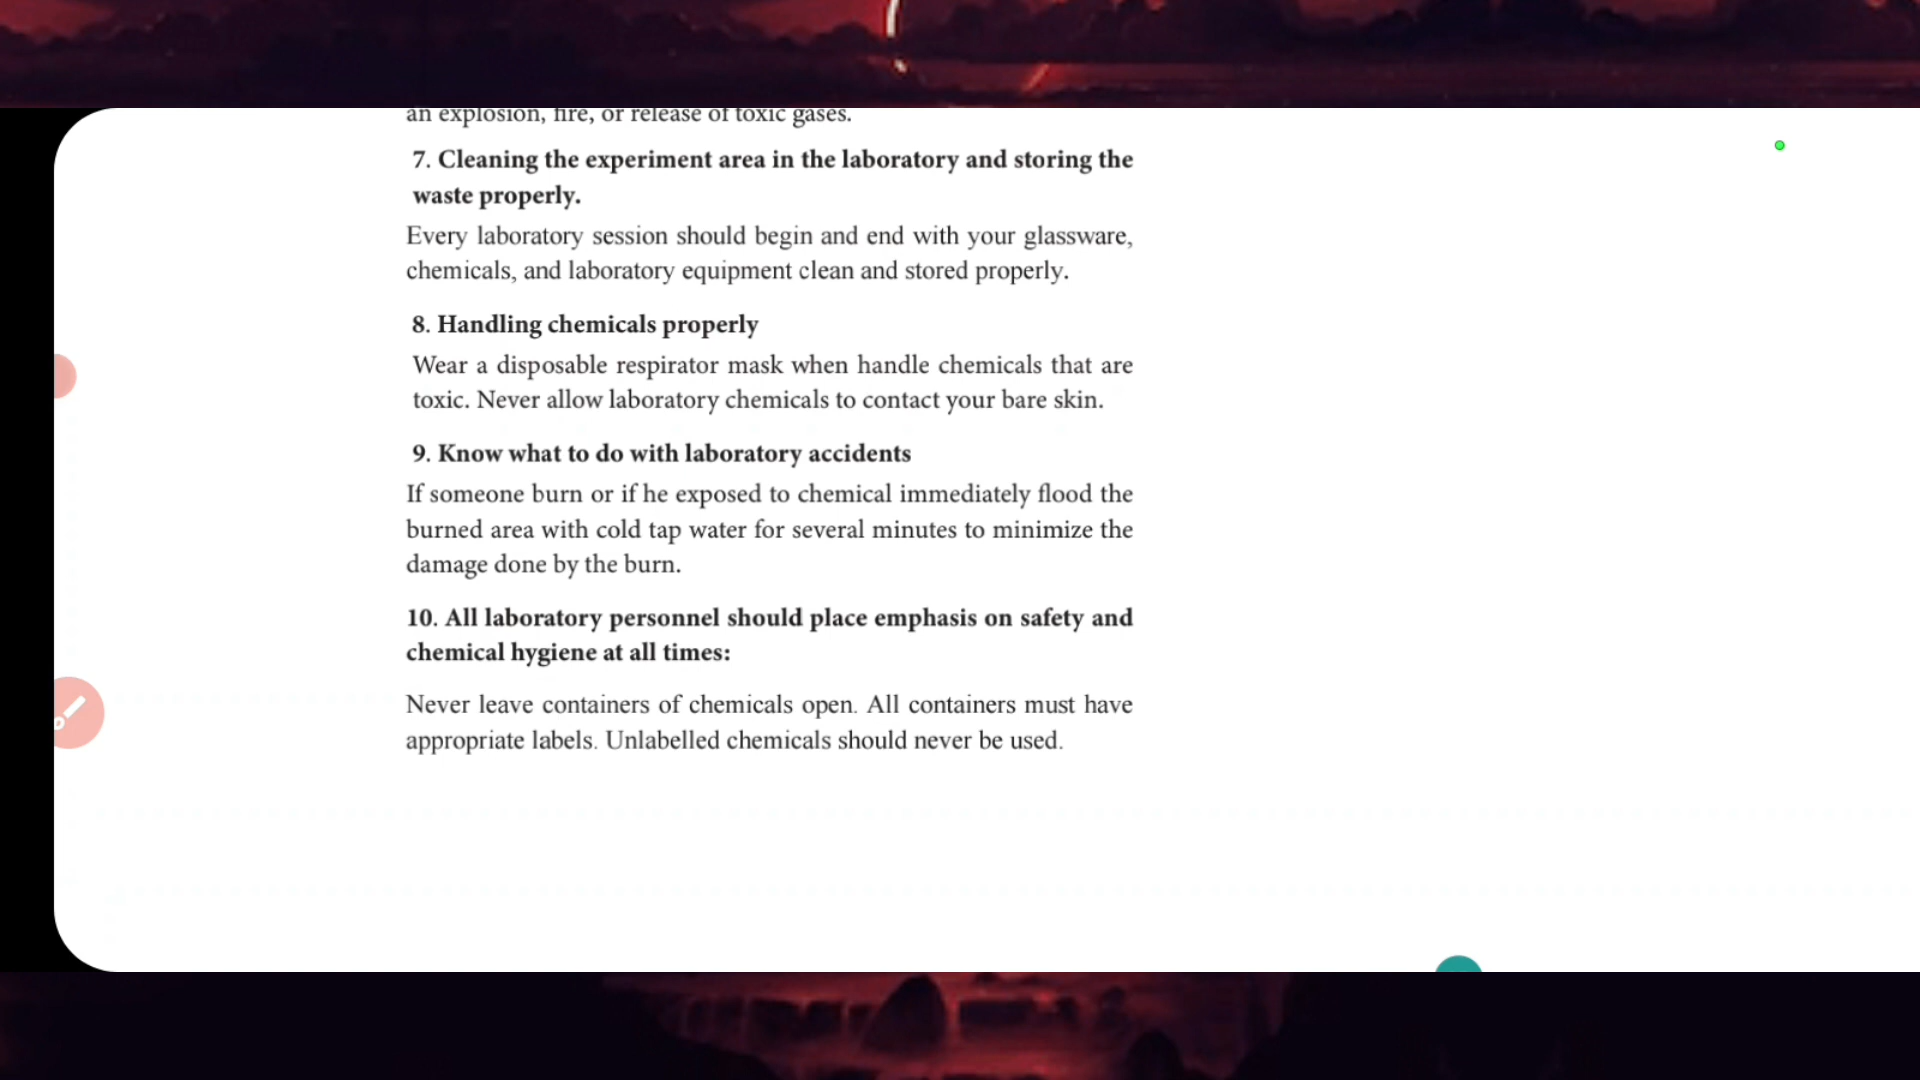 an explosion, fire, or release of toxic gases.
7. Cleaning the experiment area in the laboratory and storing the
waste properly.
Every laboratory session should begin and end with your glassware,
chemicals, and laboratory equipment clean and stored properly.
8. Handling chemicals properly
Wear a disposable respirator mask when handle chemicals that are
toxic. Never allow laboratory chemicals to contact your bare skin.
9. Know what to do with laboratory accidents
If someone burn or if he exposed to chemical immediately flood the
burned area with cold tap water for several minutes to minimize the
damage done by the burn.
10. All laboratory personnel should place emphasis on safety and
chemical hygiene at all times:
Never leave containers of chemicals open. All containers must have
appropriate labels. Unlabelled chemicals should never be used.